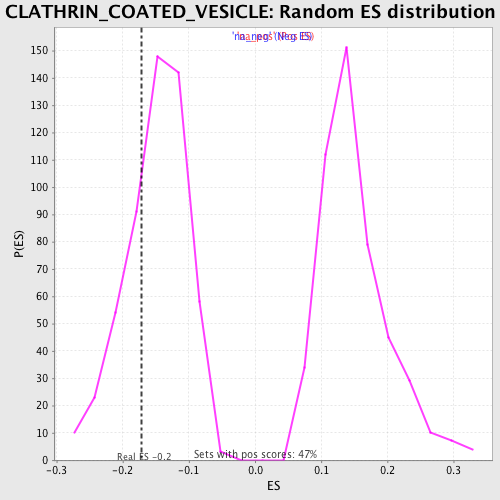 CLATHRIN_COATED_VESICLE: Random ES distribution
(Neg ES)
P(ES)
150
140
130
120
110
100
90
80
70
60
50
40
30
20
10
0
Real ES -0.2
Sets with pos scores: 47%
-0.3 -0.2 -0.1 0.0 0.1 0.2 0.3
ES